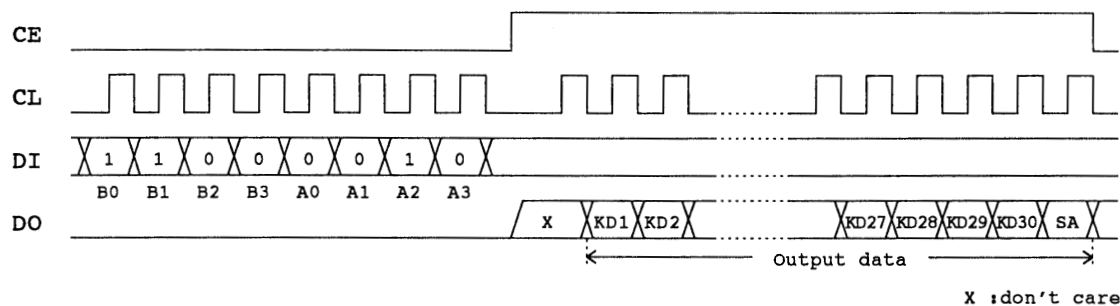 CE
CL
DI 1 1 0 0 0 0 1 0
B0 B1 B2 B3 A0 A1 A2 A3
DO X KD1 KD2 KD27 KD28 KD29 KD30 SA
Output data
X :don't care